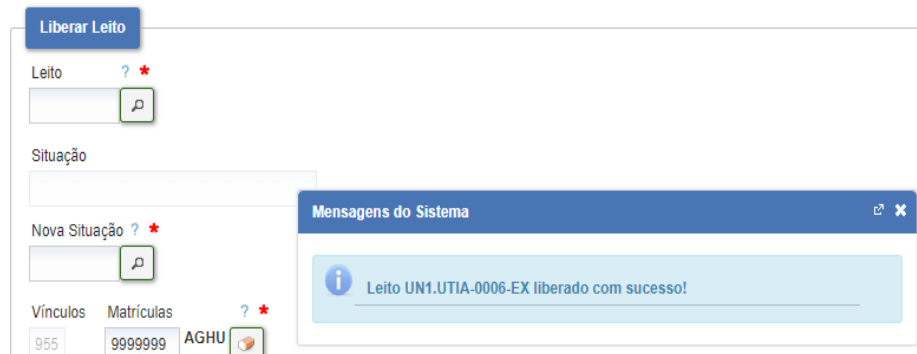 Liberar Leito
Leito ? *
Situação
Mensagens do Sistema
Nova Situação ? *
Leito UN1.UTIA-0006-EX liberado com sucesso!
Vínculos Matrículas ? *
955 9999999 AGHU